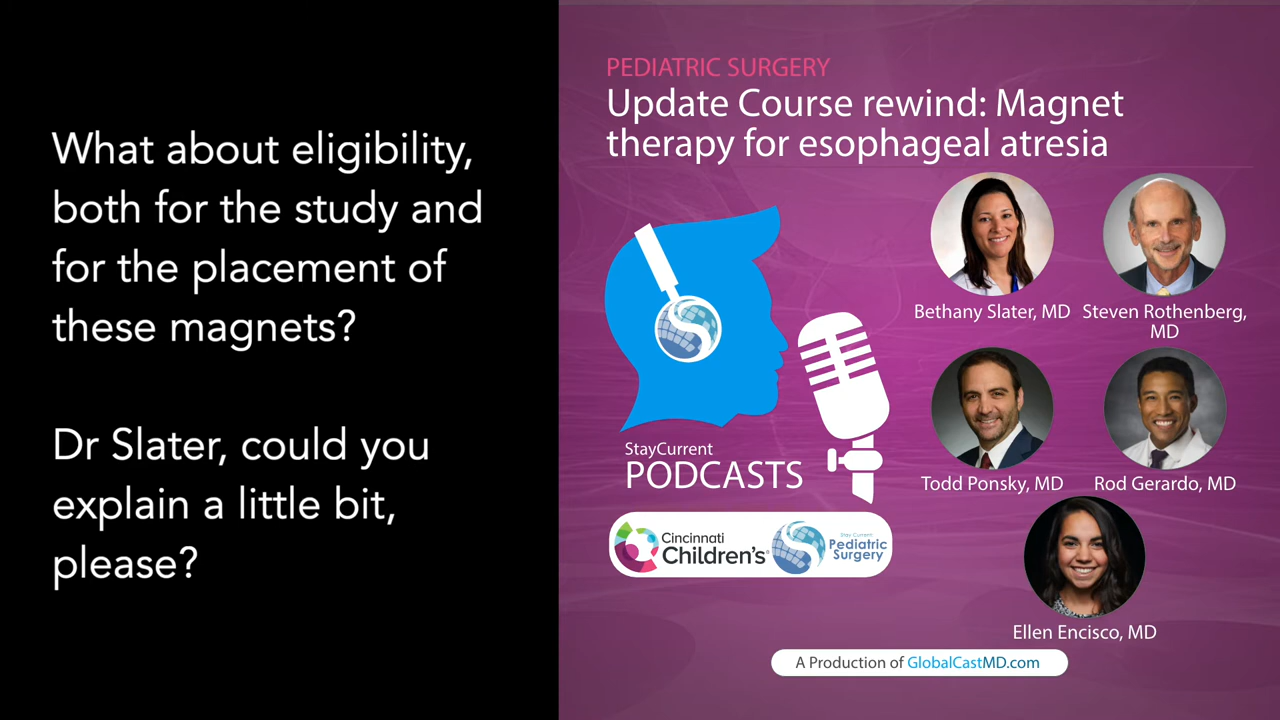 What about eligibility,
both for the study and
for the placement of
these magnets?
Dr Slater, could you
explain a little bit,
please?
PEDIATRIC SURGERY
Update Course rewind: Magnet
therapy for esophageal atresia
Bethany Slater, MD
Steven Rothenberg,
MD
Todd Ponsky, MD
Rod Gerardo, MD
Ellen Encisco, MD
StayCurrent
PODCASTS
Cincinnati
Children's
Stay Current
Pediatric
Surgery
A Production of GlobalCastMD.com